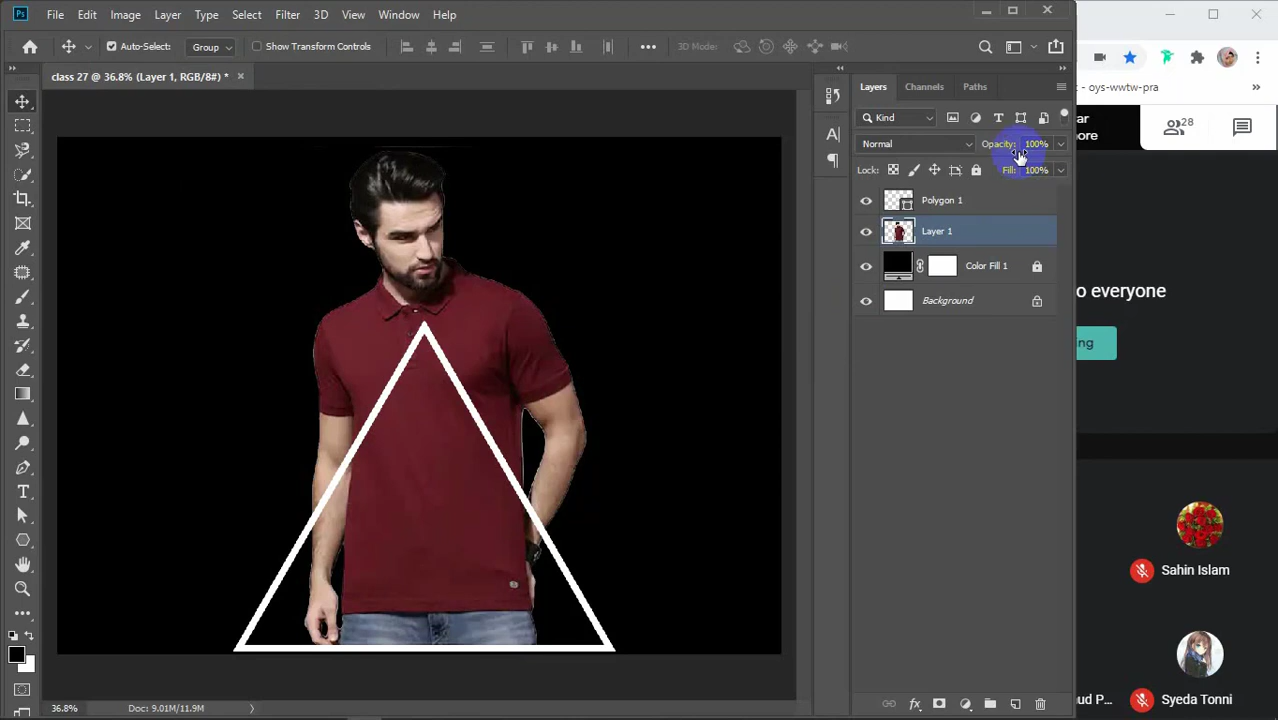 Ps File Edit Image Layer Type Select Filter 3D View Window Help
Auto-Select: Group Show Transform Controls 3D Mode:
class 27 @ 36.8% (Layer 1, RGB/8#) *
Layers Channels Paths
Kind
Normal Opacity: 100%
Lock: Fill: 100%
Polygon 1
Layer 1
Color Fill 1
Background
36.8% Doc: 9.01M/11.9M
- oys-wwtw-pra
ar
ore
28
o everyone
ng
Sahin Islam
ud P... Syeda Tonni